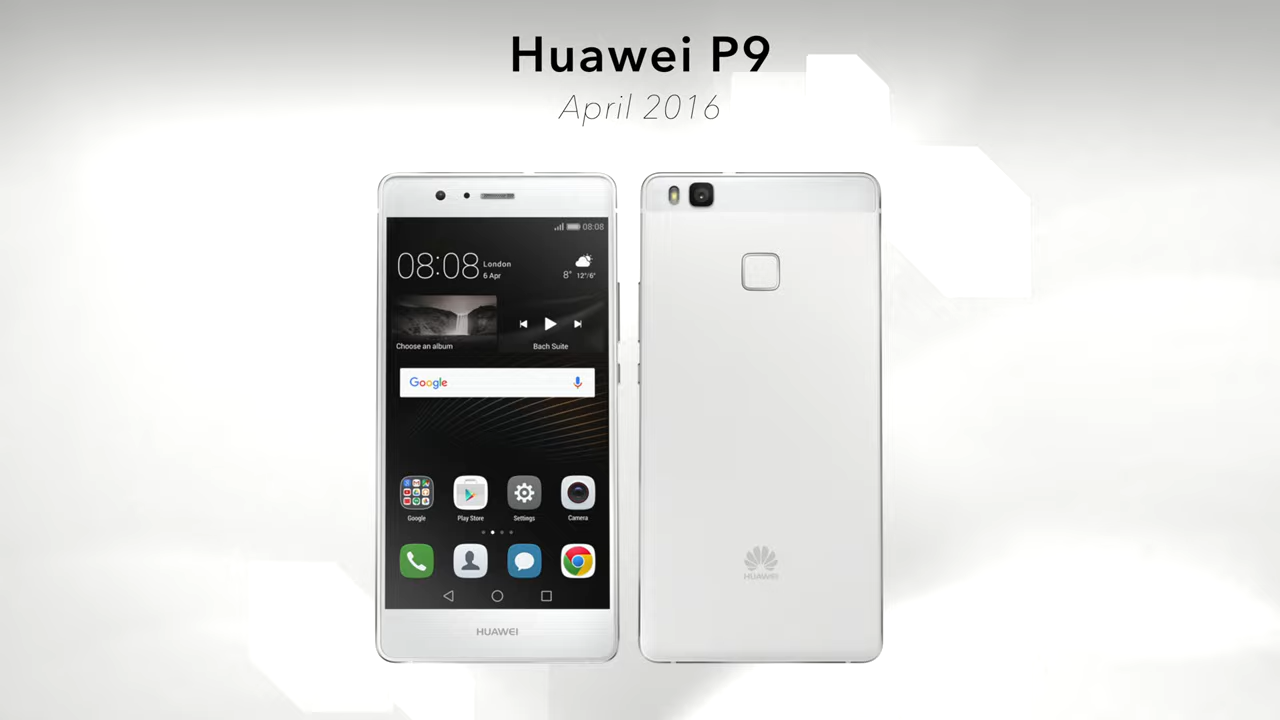 Huawei P9
April 2016
08:08
08:08
London
6 Apr
8° 12°/6°
Choose an album
Bach Suite
Google
Google
Play Store
Settings
Camera
HUAWEI
HUAWEI